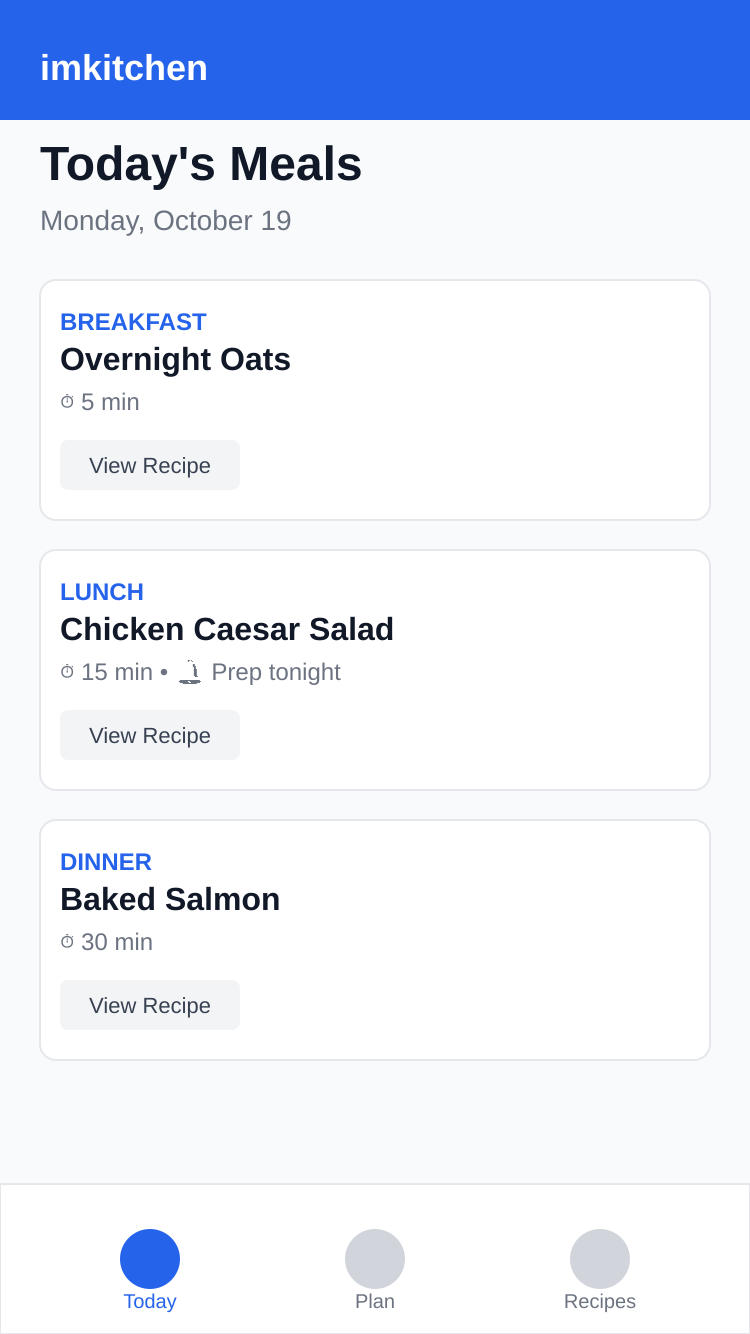 imkitchen
Today's Meals
Monday, October 19
BREAKFAST
Overnight Oats
⏱ 5 min
View Recipe
LUNCH
Chicken Caesar Salad
⏱ 15 min • Prep tonight
View Recipe
DINNER
Baked Salmon
⏱ 30 min
View Recipe
Today
Plan
Recipes